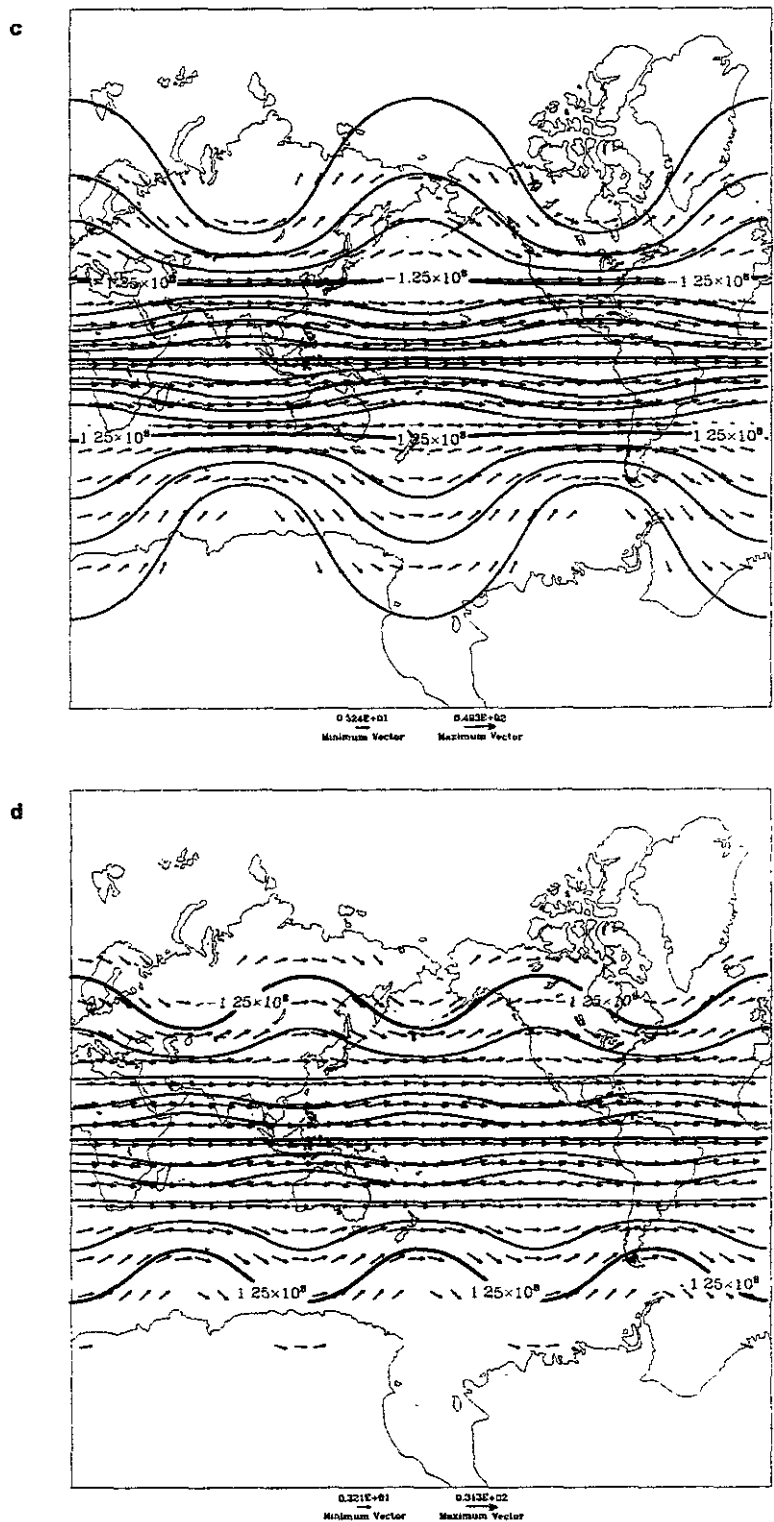 c
-1.25×10⁸ -1.25×10⁸ -1.25×10⁸
1 25×10⁸ 1.25×10⁸ 1 25×10⁸
0.324E+01 0.493E+02
Minimum Vector Maximum Vector
d
-1 25×10⁸ -1 25×10⁸
1 25×10⁸ 1 25×10⁸ 1 25×10⁸
0.321E+01 0.313E+02
Minimum Vector Maximum Vector